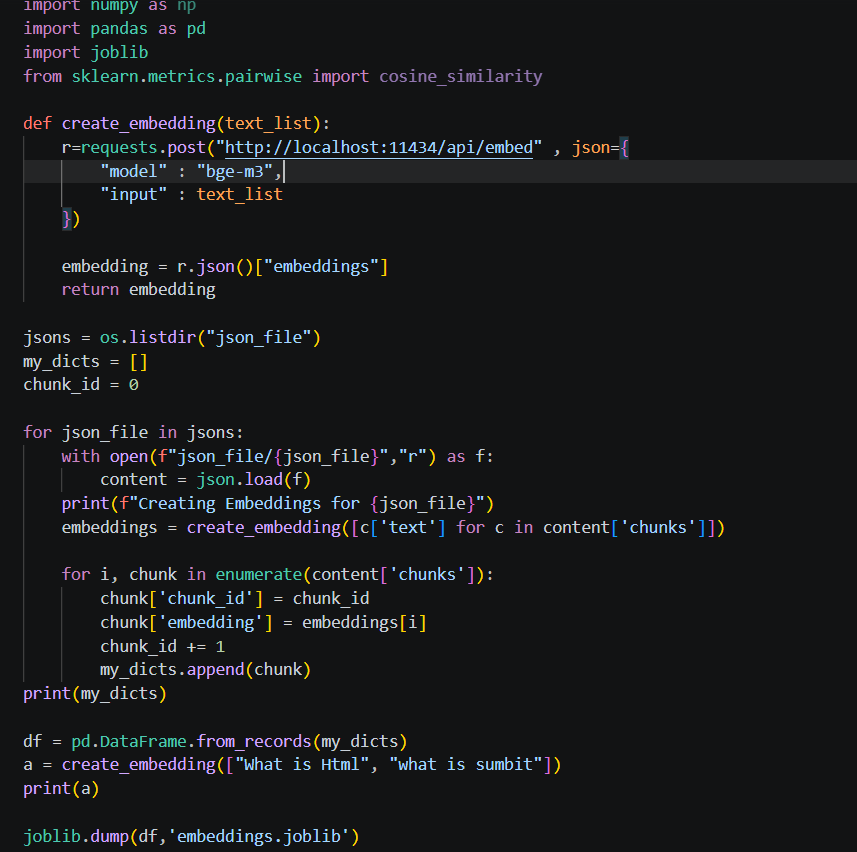 import numpy as np
import pandas as pd
import joblib
from sklearn.metrics.pairwise import cosine_similarity

def create_embedding(text_list):
    r=requests.post("http://localhost:11434/api/embed" , json={
        "model" : "bge-m3",
        "input" : text_list
    })

    embedding = r.json()["embeddings"]
    return embedding

jsons = os.listdir("json_file")
my_dicts = []
chunk_id = 0

for json_file in jsons:
    with open(f"json_file/{json_file}","r") as f:
        content = json.load(f)
    print(f"Creating Embeddings for {json_file}")
    embeddings = create_embedding([c['text'] for c in content['chunks']])

    for i, chunk in enumerate(content['chunks']):
        chunk['chunk_id'] = chunk_id
        chunk['embedding'] = embeddings[i]
        chunk_id += 1
        my_dicts.append(chunk)
print(my_dicts)

df = pd.DataFrame.from_records(my_dicts)
a = create_embedding(["What is Html", "what is sumbit"])
print(a)

joblib.dump(df,'embeddings.joblib')